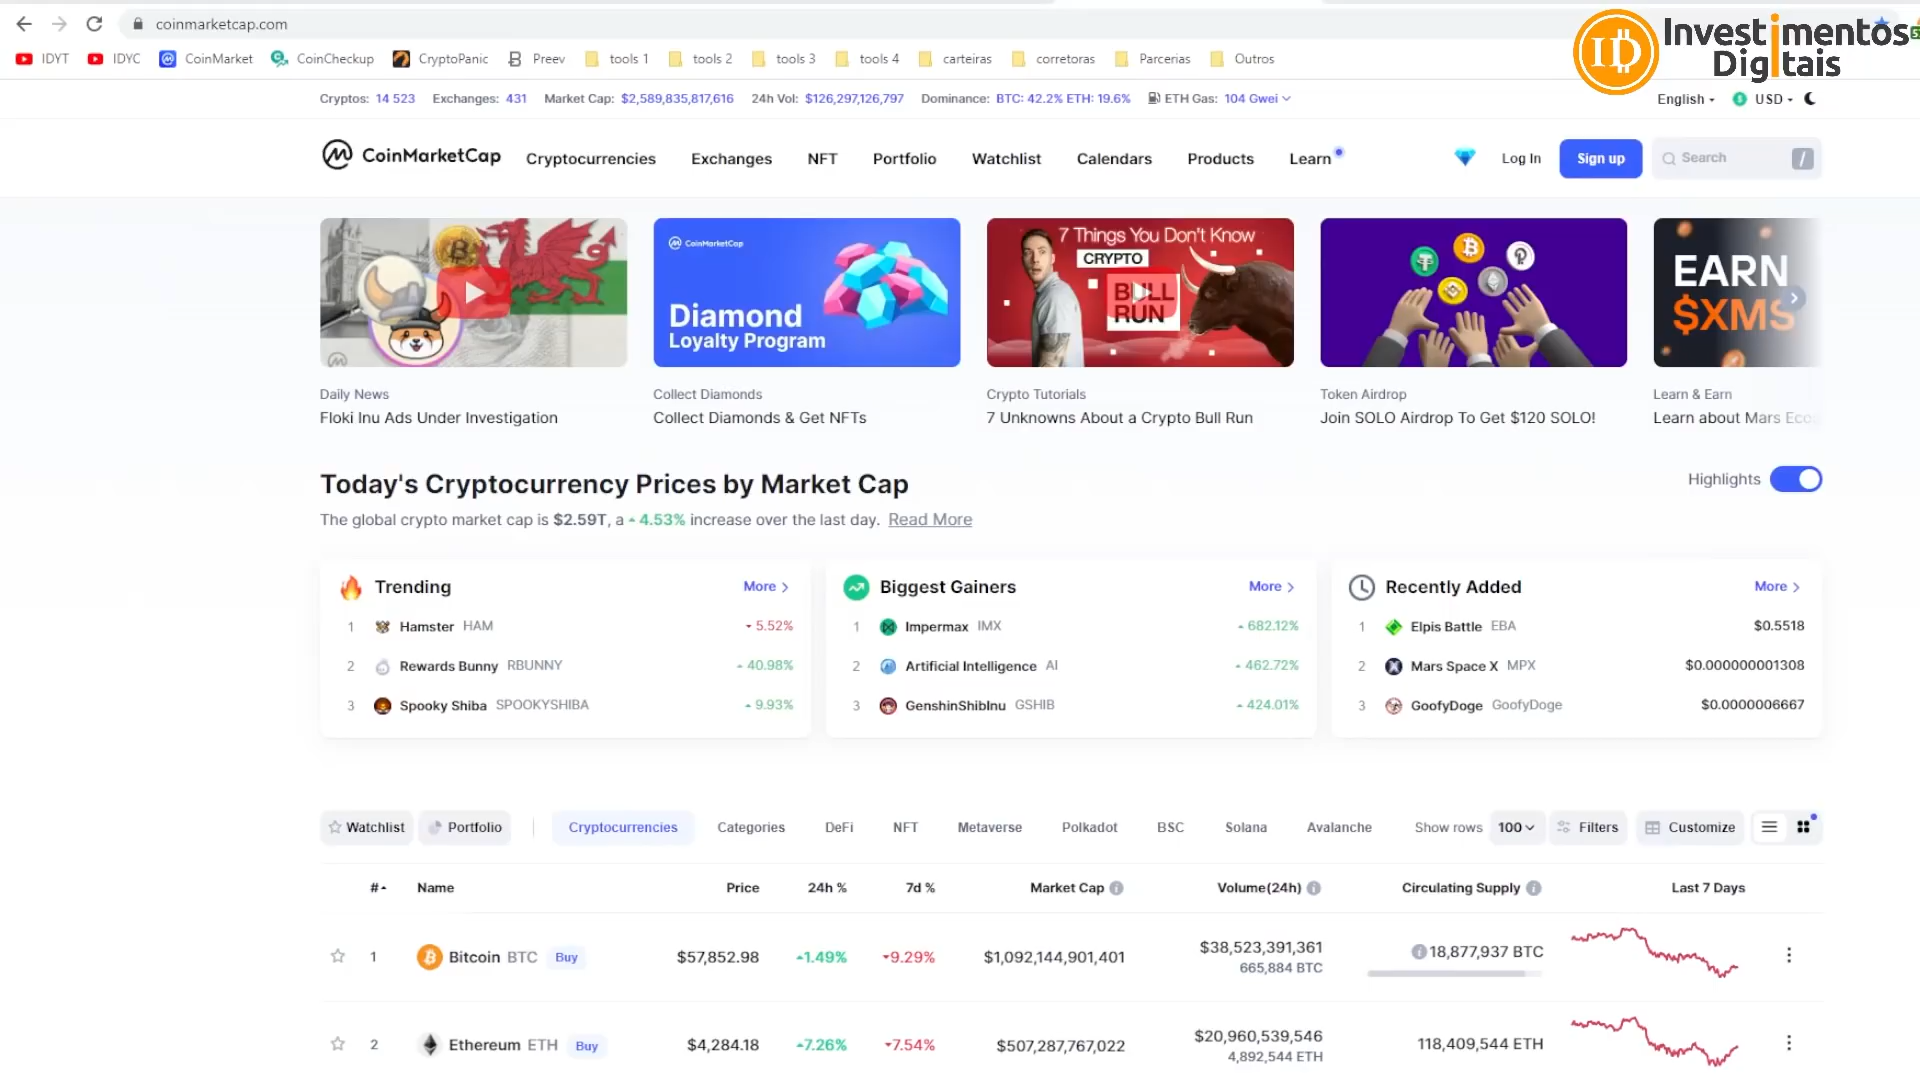 coinmarketcap.com
IDYT IDYC CoinMarket CoinCheckup CryptoPanic Preev tools 1 tools 2 tools 3 tools 4 carteiras corretoras Parcerias Outros
ID Investimentos
Digitais
Cryptos: 14 523 Exchanges: 431 Market Cap: $2,589,835,817,616 24h Vol: $126,297,126,797 Dominance: BTC: 42.2% ETH: 19.6% ETH Gas: 104 Gwei English USD
CoinMarketCap Cryptocurrencies Exchanges NFT Portfolio Watchlist Calendars Products Learn Log In Sign up Search /
CoinMarketCap
Diamond
Loyalty Program
7 Things You Don't Know
CRYPTO
BULL
RUN
EARN
$XMS
Daily News
Floki Inu Ads Under Investigation
Collect Diamonds
Collect Diamonds & Get NFTs
Crypto Tutorials
7 Unknowns About a Crypto Bull Run
Token Airdrop
Join SOLO Airdrop To Get $120 SOLO!
Learn & Earn
Learn about Mars Eco
Today's Cryptocurrency Prices by Market Cap
Highlights
The global crypto market cap is $2.59T, a 4.53% increase over the last day. Read More
Trending More
1 Hamster HAM 5.52%
2 Rewards Bunny RBUNNY 40.98%
3 Spooky Shiba SPOOKYSHIBA 9.93%
Biggest Gainers More
1 Impermax IMX 682.12%
2 Artificial Intelligence AI 462.72%
3 GenshinShibInu GSHIB 424.01%
Recently Added More
1 Elpis Battle EBA $0.5518
2 Mars Space X MPX $0.000000001308
3 GoofyDoge GoofyDoge $0.0000006667
Watchlist Portfolio Cryptocurrencies Categories DeFi NFT Metaverse Polkadot BSC Solana Avalanche Show rows 100 Filters Customize
# Name Price 24h % 7d % Market Cap Volume(24h) Circulating Supply Last 7 Days
1 Bitcoin BTC Buy $57,852.98 1.49% 9.29% $1,092,144,901,401 $38,523,391,361 18,877,937 BTC
665,884 BTC
2 Ethereum ETH Buy $4,284.18 7.26% 7.54% $507,287,767,022 $20,960,539,546 118,409,544 ETH
4,892,544 ETH